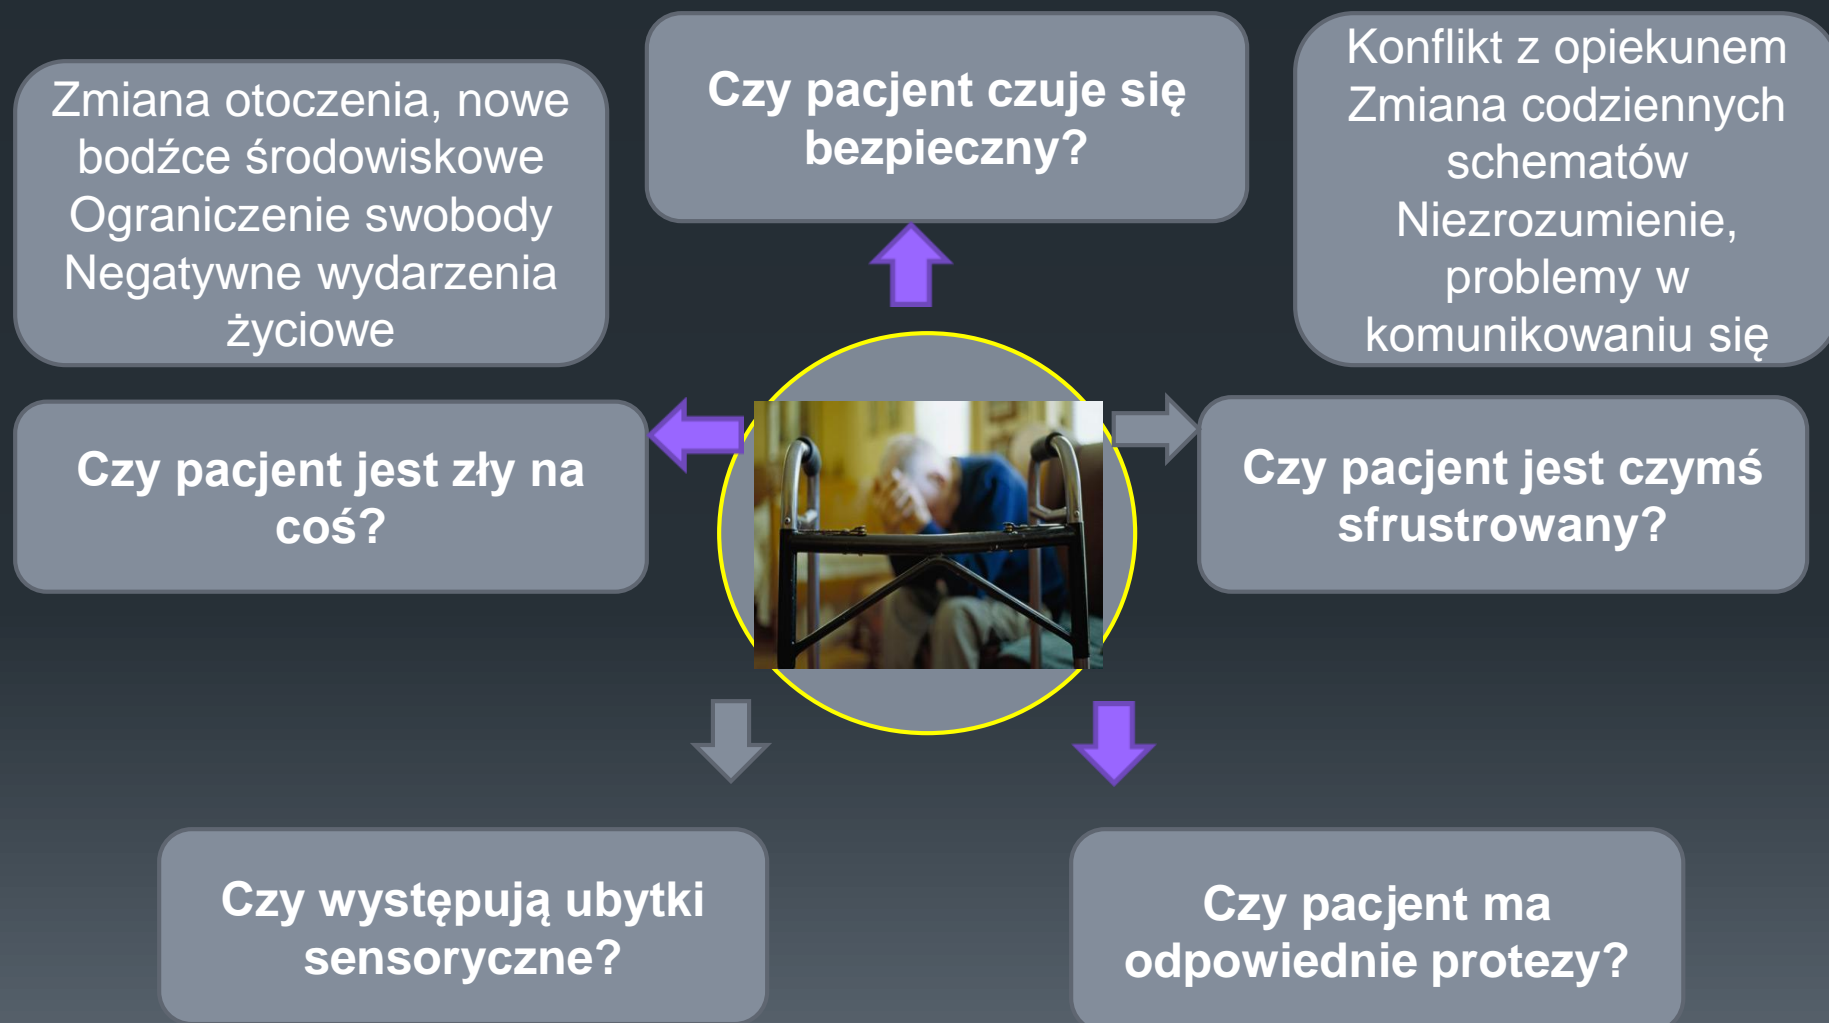 Zmiana otoczenia, nowe
bodźce środowiskowe
Ograniczenie swobody
Negatywne wydarzenia
życiowe
Czy pacjent czuje się
bezpieczny?
Konflikt z opiekunem
Zmiana codziennych
schematów
Niezrozumienie,
problemy w
komunikowaniu się
Czy pacjent jest zły na
coś?
Czy pacjent jest czymś
sfrustrowany?
Czy występują ubytki
sensoryczne?
Czy pacjent ma
odpowiednie protezy?